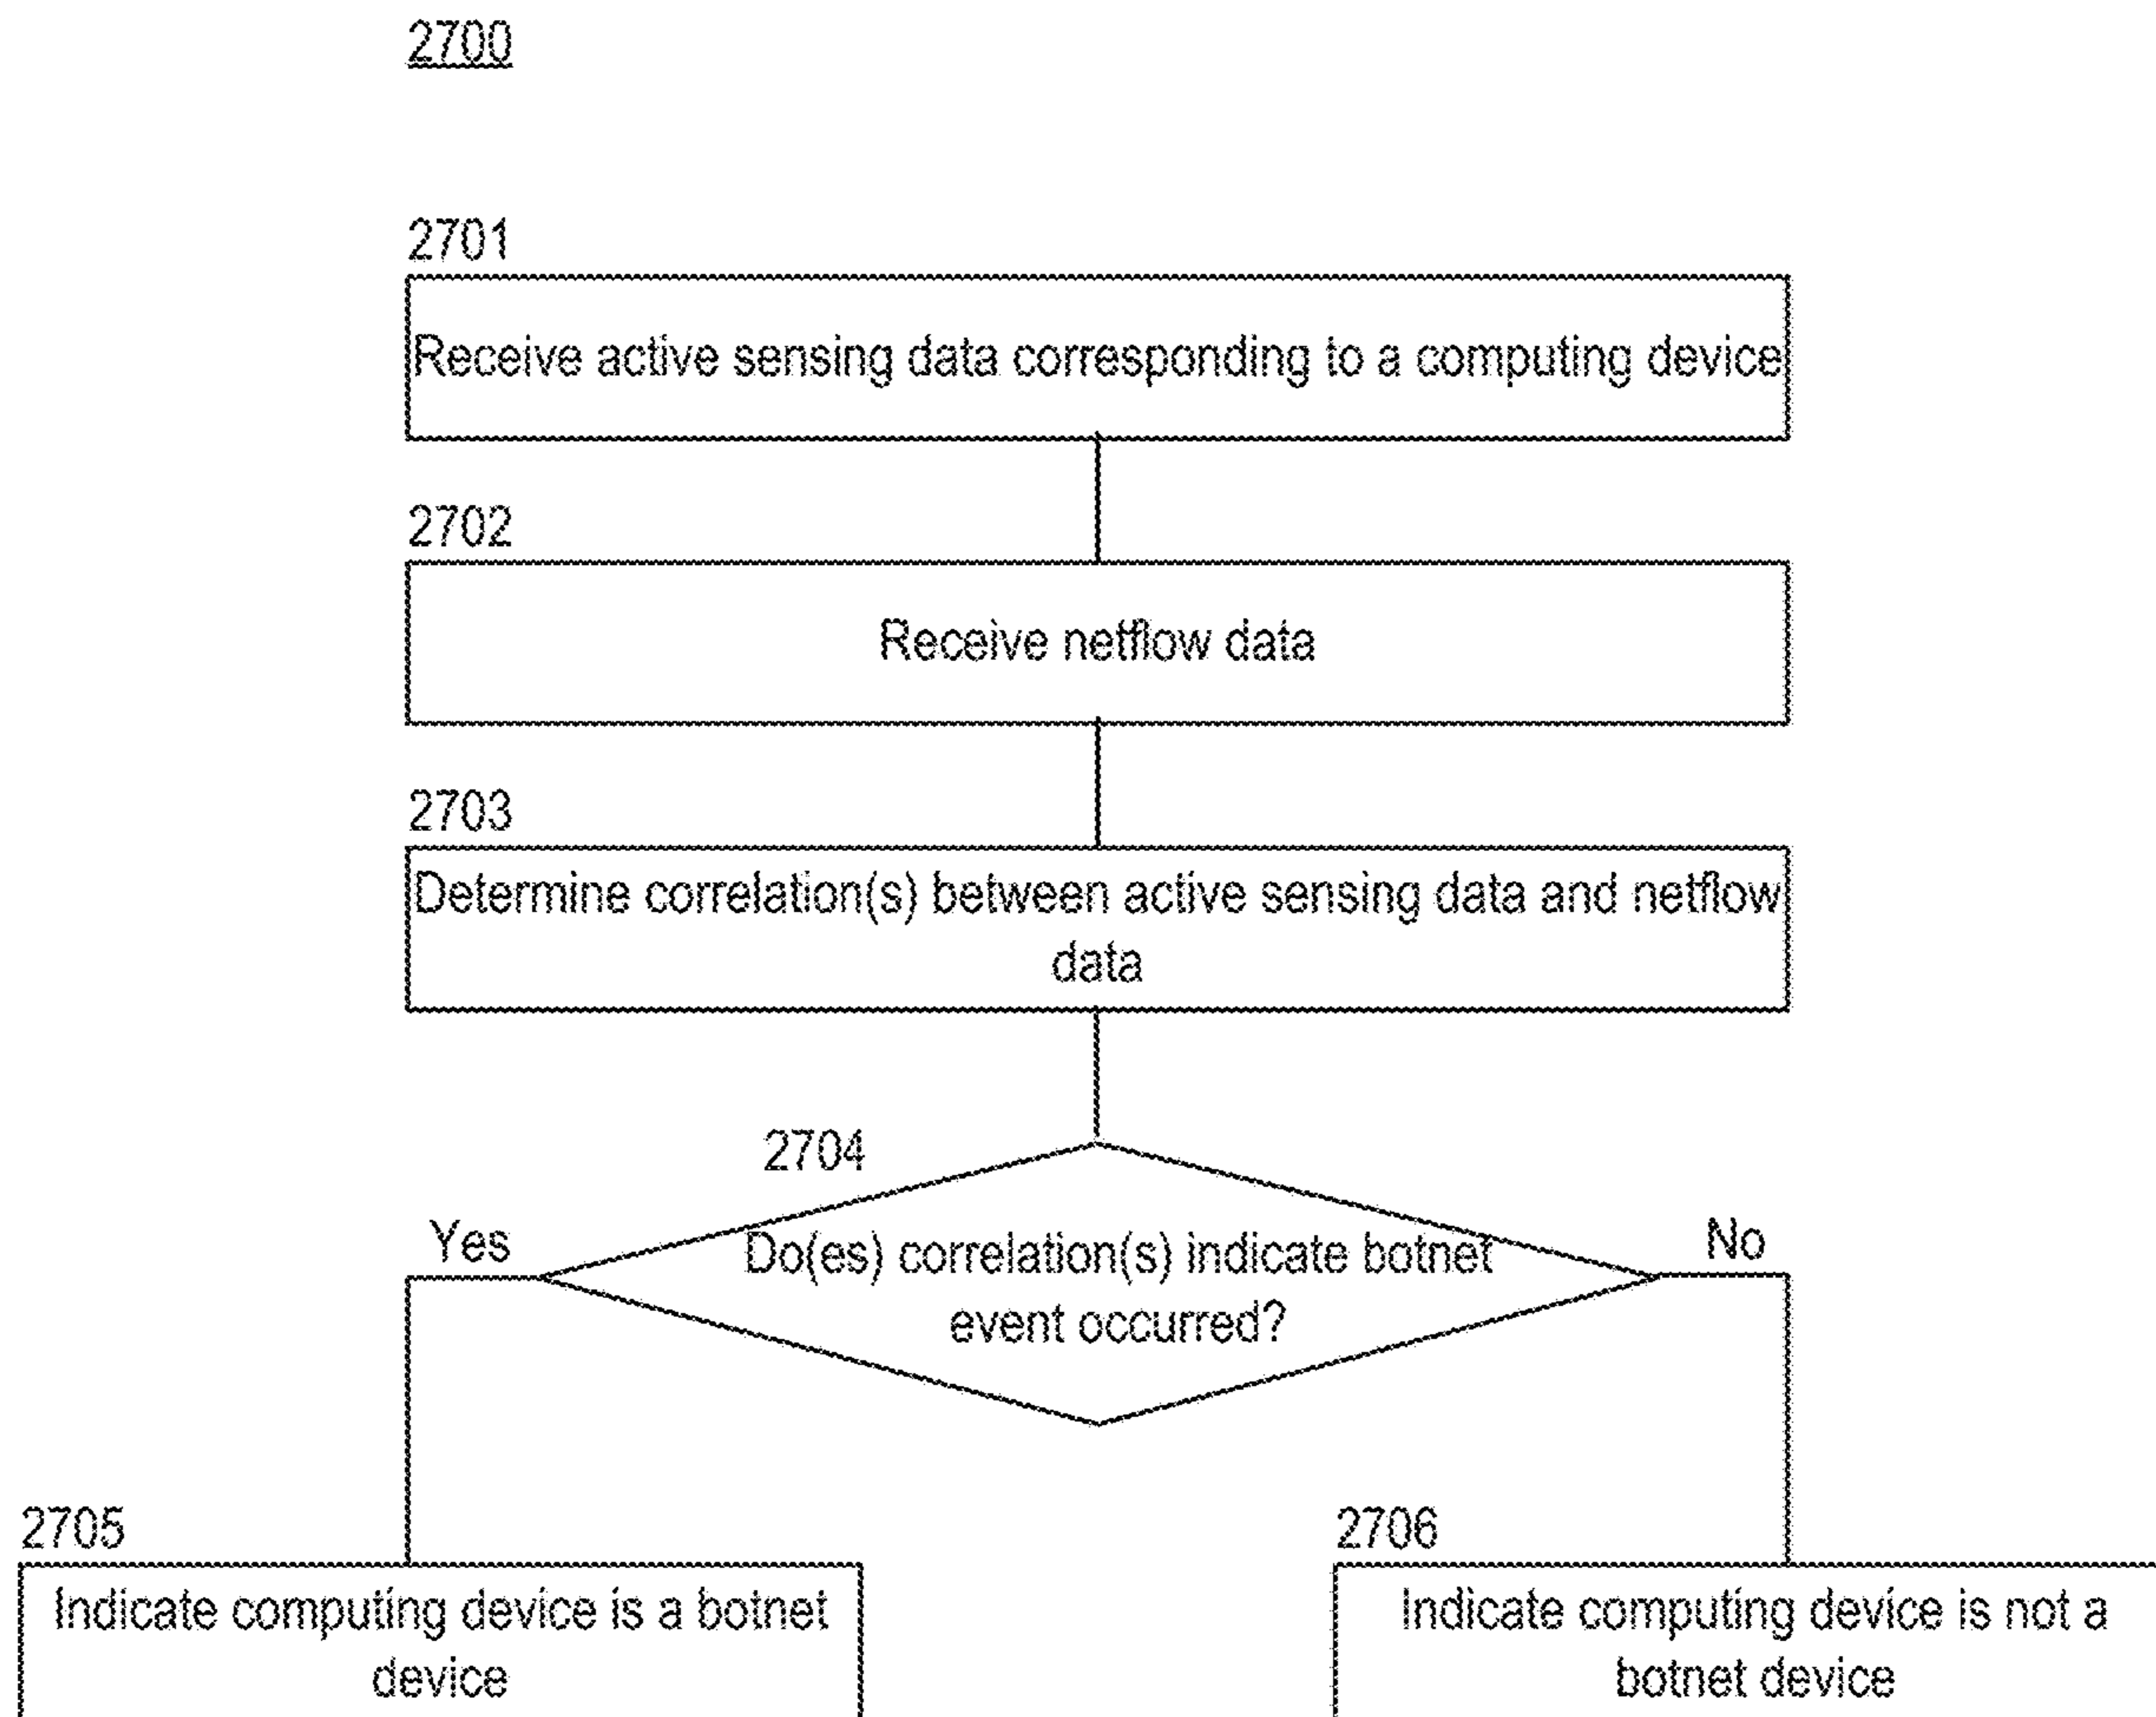 2700
2701
Receive active sensing data corresponding to a computing device
2702
Receive netflow data
2703
Determine correlation(s) between active sensing data and netflow
data
2704
Yes
No
Do(es) correlation(s) indicate botnet
event occurred?
2705
Indicate computing device is a botnet
device
2706
Indicate computing device is not a
botnet device